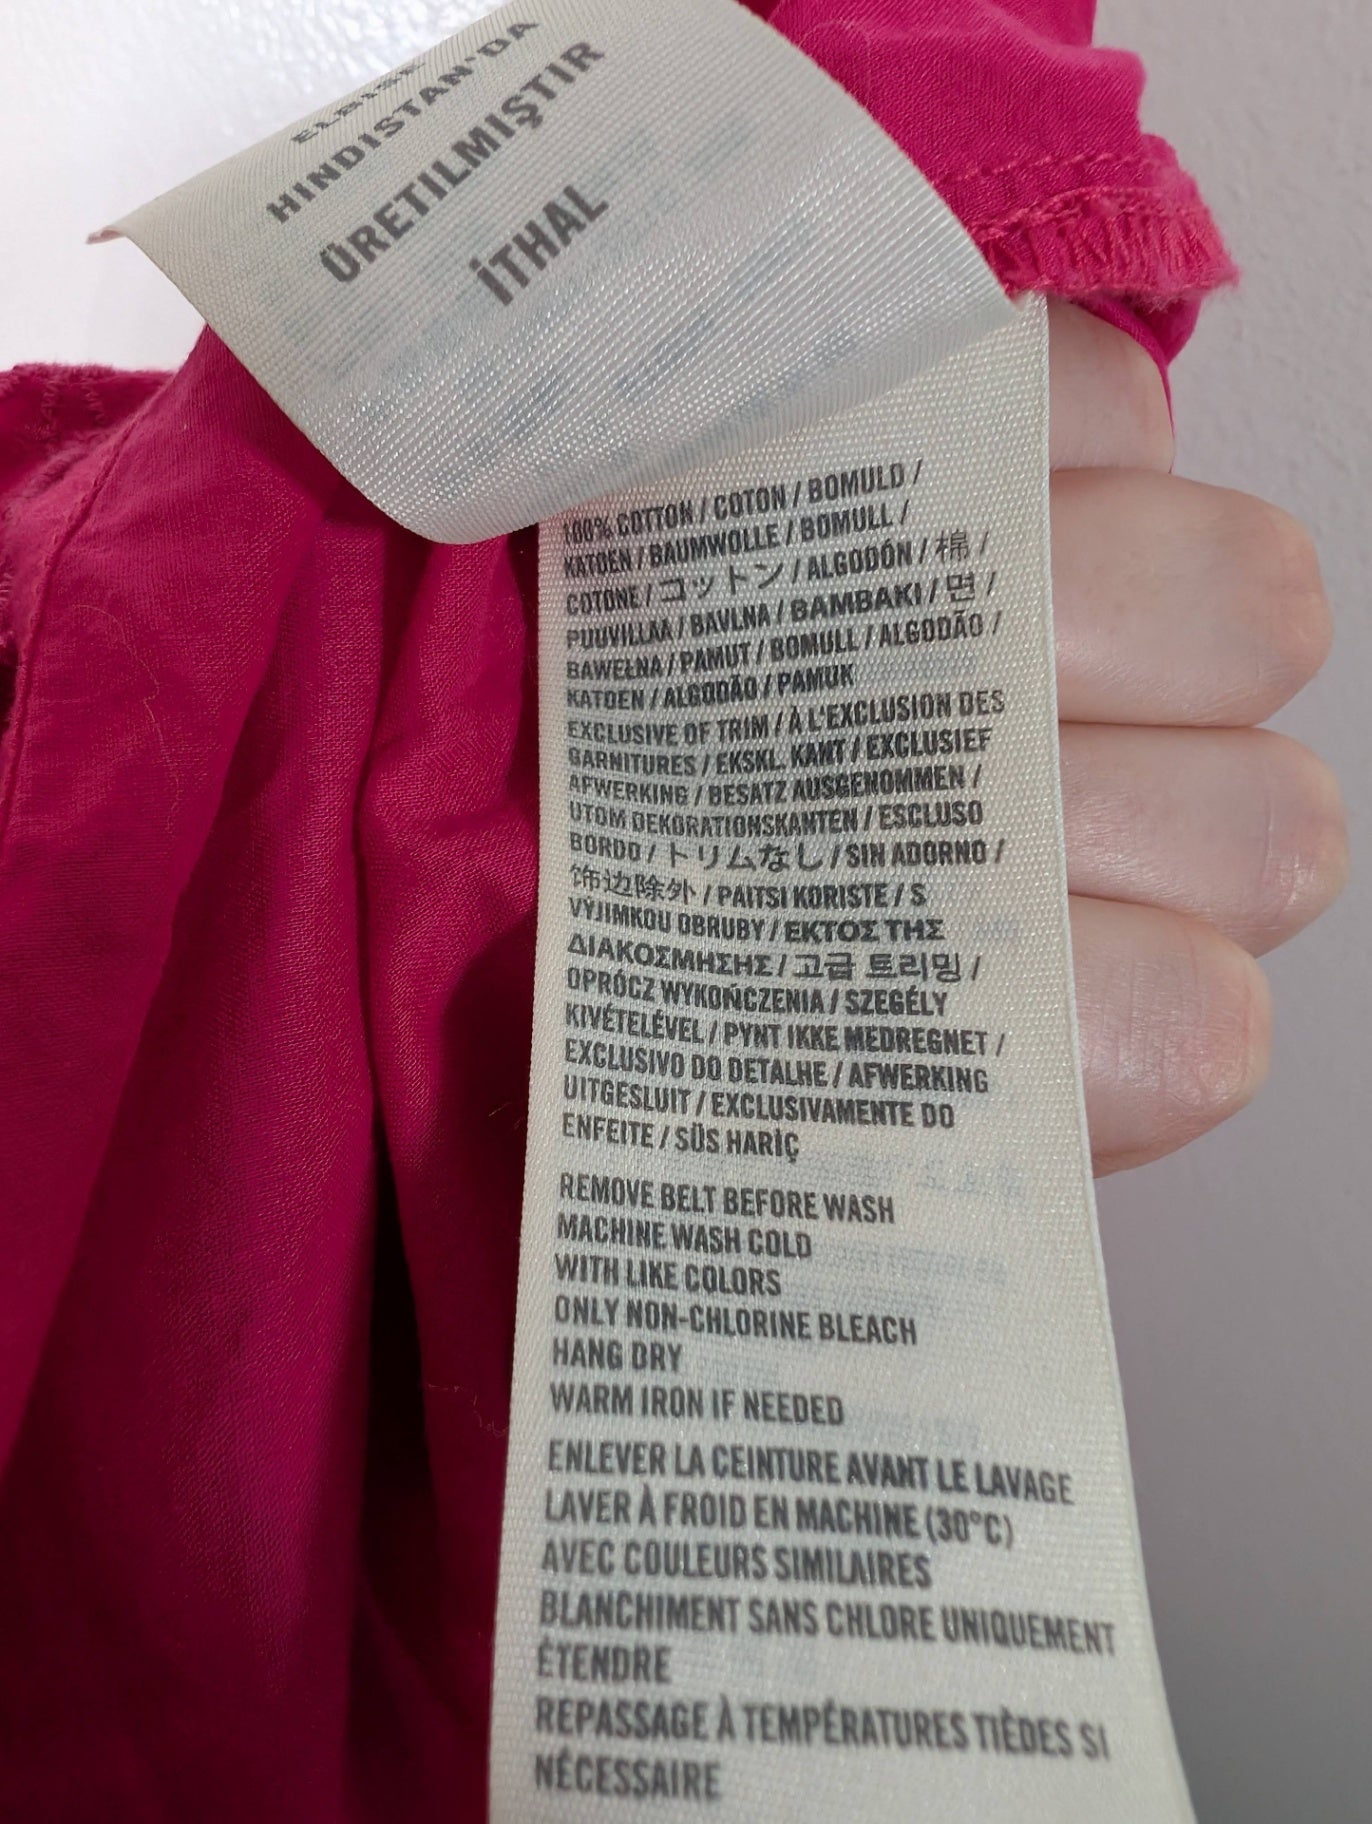 ELBİSE
HINDISTAN'DA
ÜRETILMIŞTIR
İTHAL
100% COTTON / COTON / BOMULD /
KATOEN / BAUMWOLLE / BOMULL /
COTONE / コットン / ALGODÓN / 棉 /
PUUVILLAA / BAVLNA / BAMBAKI / 면 /
BAWEŁNA / PAMUT / BOMULL / ALGODÃO /
KATOEN / ALGODÃO / PAMUK
EXCLUSIVE OF TRIM / À L'EXCLUSION DES
GARNITURES / EKSKL. KANT / EXCLUSIEF
AFWERKING / BESATZ AUSGENOMMEN /
UTOM DEKORATIONSKANTEN / ESCLUSO
BORDO / トリムなし / SIN ADORNO /
饰边除外 / PAITSI KORISTE / S
VÝJIMKOU OBRUBY / ΕΚΤΟΣ ΤΗΣ
ΔΙΑΚΟΣΜΗΣΗΣ / 고급 트리밍 /
OPRÓCZ WYKOŃCZENIA / SZEGÉLY
KIVÉTELÉVEL / PYNT IKKE MEDREGNET /
EXCLUSIVO DO DETALHE / AFWERKING
UITGESLUIT / EXCLUSIVAMENTE DO
ENFEITE / SÜS HARİÇ
REMOVE BELT BEFORE WASH
MACHINE WASH COLD
WITH LIKE COLORS
ONLY NON-CHLORINE BLEACH
HANG DRY
WARM IRON IF NEEDED
ENLEVER LA CEINTURE AVANT LE LAVAGE
LAVER À FROID EN MACHINE (30°C)
AVEC COULEURS SIMILAIRES
BLANCHIMENT SANS CHLORE UNIQUEMENT
ÉTENDRE
REPASSAGE À TEMPÉRATURES TIÈDES SI
NÉCESSAIRE